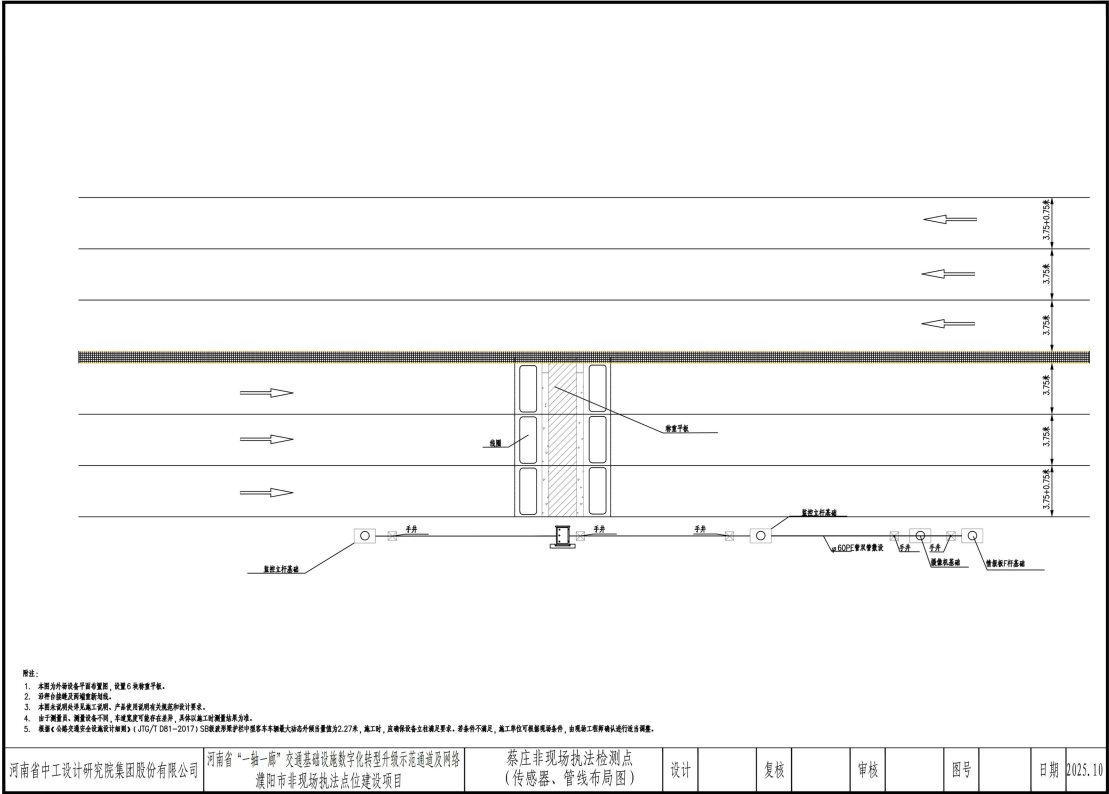 3.75+0.75米
3.75米
3.75米
3.75米
3.75米
3.75+0.75米
称重平板
线圈
监控立杆基础
手井
手井
手井
手井
手井
φ60PE管双管敷设
摄像机基础
情报板F杆基础
监控立杆基础
附注：
1. 本图为外场设备平面布置图，设置6块称重平板。
2. 沿秤台接缝及两端重新划线。
3. 本图未说明处详见施工说明、产品使用说明有关规范和设计要求。
4. 由于测量员、测量设备不同，车道宽度可能存在差异，具体以施工时测量结果为准。
5. 根据《公路交通安全设施设计细则》（JTG/T D81-2017）SB级波形梁护栏中型客车车辆最大动态外倾当量值为2.27米，施工时，应确保设备立柱满足要求。若条件不满足，施工单位可根据现场条件，由现场工程师确认进行适当调整。
河南省中工设计研究院集团股份有限公司
河南省“一轴一廊”交通基础设施数字化转型升级示范通道及网络
濮阳市非现场执法点位建设项目
蔡庄非现场执法检测点
(传感器、管线布局图)
设计
复核
审核
图号
日期
2025.10